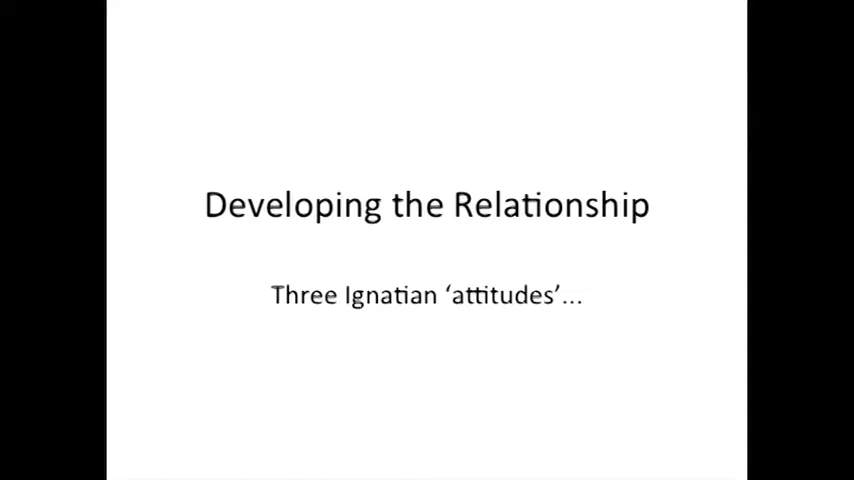 Developing the Relationship
Three Ignatian ‘attitudes’...